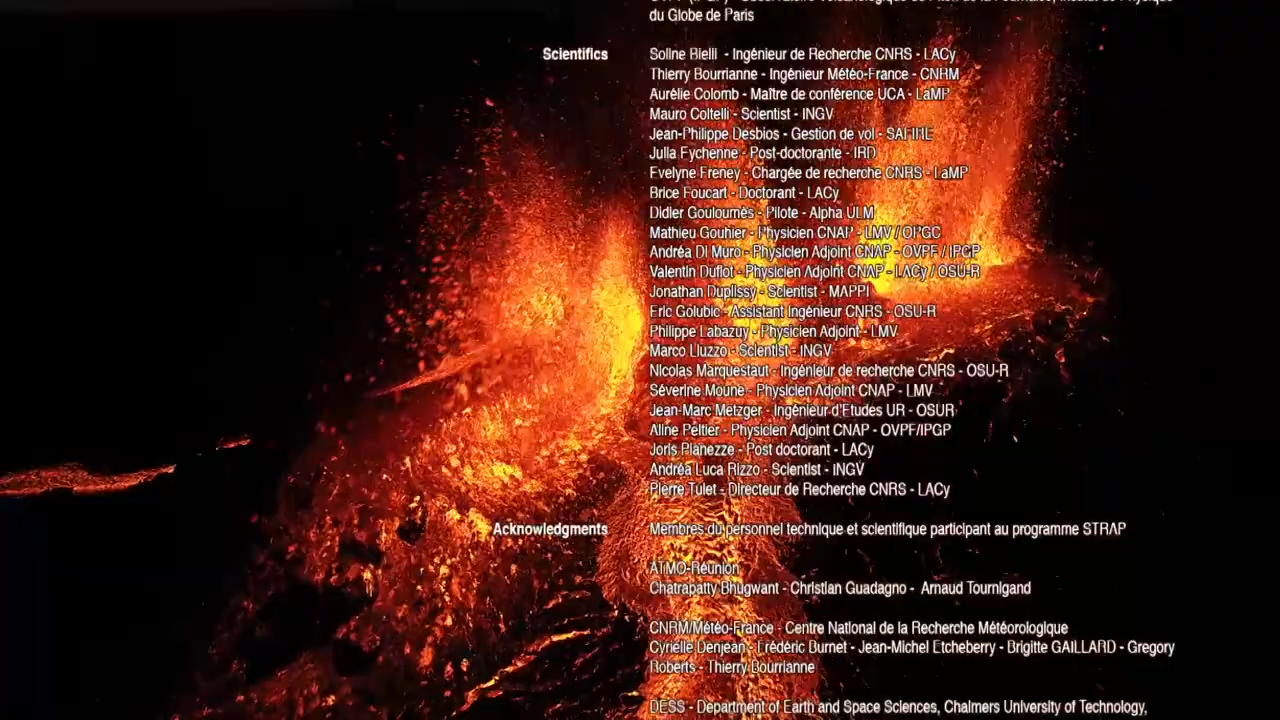 du Globe de Paris
Scientifics
Soline Bielli - Ingénieur de Recherche CNRS - LACy
Thierry Bourrianne - Ingénieur Météo-France - CNRM
Aurélie Colomb - Maître de conférence UCA - LaMP
Mauro Coltelli - Scientist - INGV
Jean-Philippe Desbios - Gestion de vol - SAFIRE
Julia Eychenne - Post-doctorante - IRD
Evelyne Freney - Chargée de recherche CNRS - LaMP
Brice Foucart - Doctorant - LACy
Didier Gouloumès - Pilote - Alpha ULM
Mathieu Gouhier - Physicien CNAP - LMV / OPGC
Andréa Di Muro - Physicien Adjoint CNAP - OVPF / IPGP
Valentin Duflot - Physicien Adjoint CNAP - LACy / OSU-R
Jonathan Duplissy - Scientist - MAPPI
Eric Golubic - Assistant Ingénieur CNRS - OSU-R
Philippe Labazuy - Physicien Adjoint - LMV
Marco Liuzzo - Scientist - INGV
Nicolas Marquestaut - Ingénieur de recherche CNRS - OSU-R
Séverine Moune - Physicien Adjoint CNAP - LMV
Jean-Marc Metzger - Ingénieur d'Etudes UR - OSUR
Aline Peltier - Physicien Adjoint CNAP - OVPF/IPGP
Joris Pianezze - Post doctorant - LACy
Andréa Luca Rizzo - Scientist - INGV
Pierre Tulet - Directeur de Recherche CNRS - LACy
Acknowledgments
Membres du personnel technique et scientifique participant au programme STRAP
ATMO-Réunion
Chatrapatty Bhugwant - Christian Guadagno - Arnaud Tournigand
CNRM/Météo-France - Centre National de la Recherche Météorologique
Cyrielle Denjean - Frédéric Burnet - Jean-Michel Etcheberry - Brigitte GAILLARD - Gregory
Roberts - Thierry Bourrianne
DESS - Department of Earth and Space Sciences, Chalmers University of Technology,